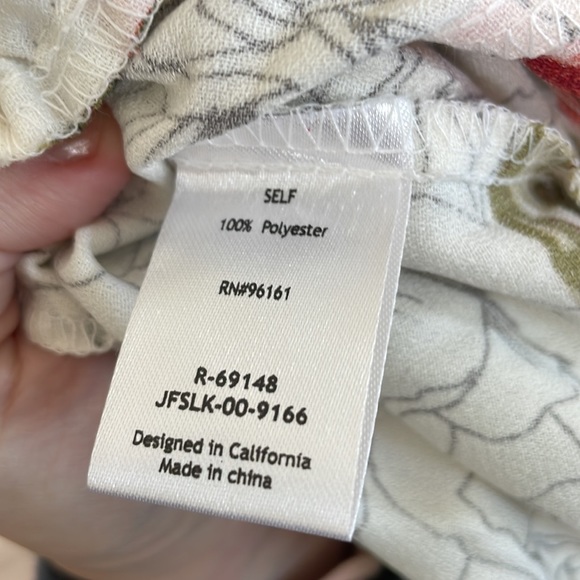 SELF
100% Polyester
RN#96161
R-69148
JFSLK-00-9166
Designed in California
Made in china